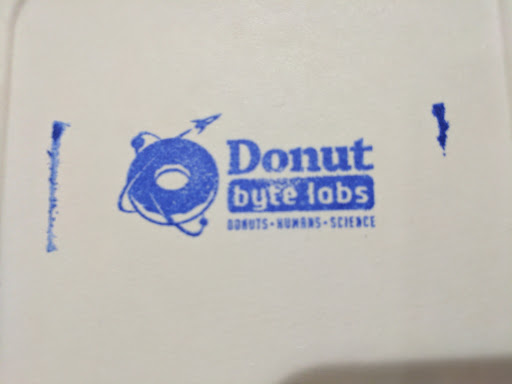 Donut
byte labs
DONUTS • HUMANS • SCIENCE